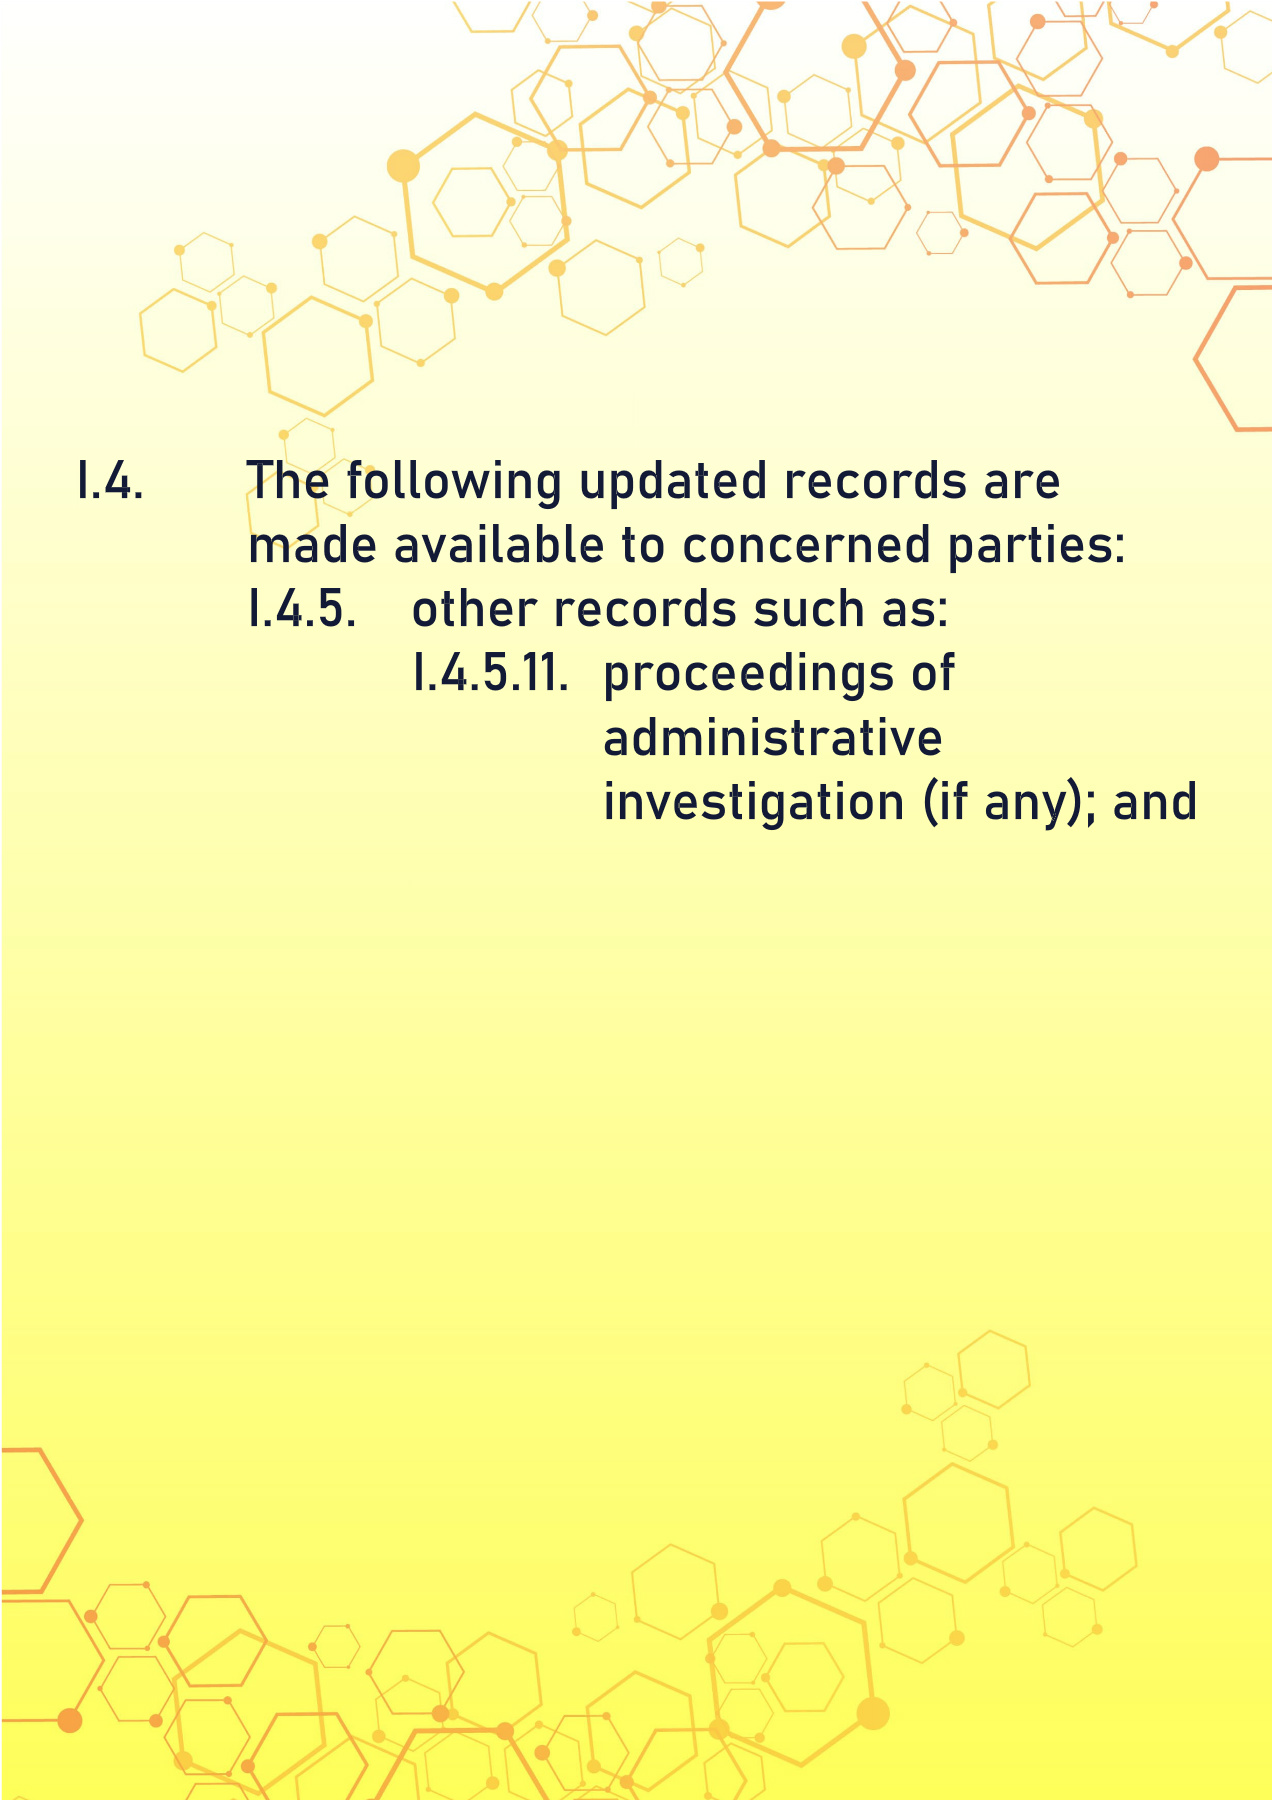 I.4. The following updated records are
made available to concerned parties:
I.4.5. other records such as:
I.4.5.11. proceedings of
administrative
investigation (if any); and